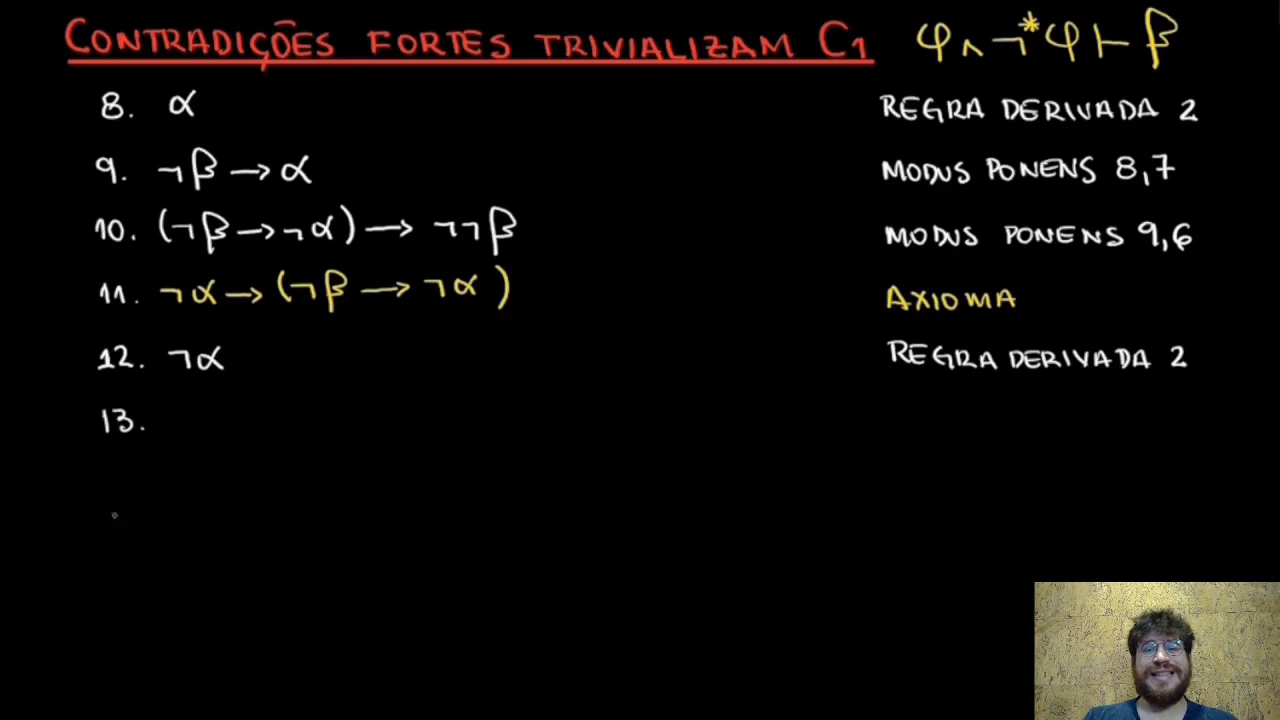 CONTRADIÇÕES FORTES TRIVIALIZAM C1 φ∧¬*φ⊢β
8. α REGRA DERIVADA 2
9. ¬β→α MODUS PONENS 8,7
10. (¬β→¬α)→¬¬β MODUS PONENS 9,6
11. ¬α→(¬β→¬α) AXIOMA
12. ¬α REGRA DERIVADA 2
13.